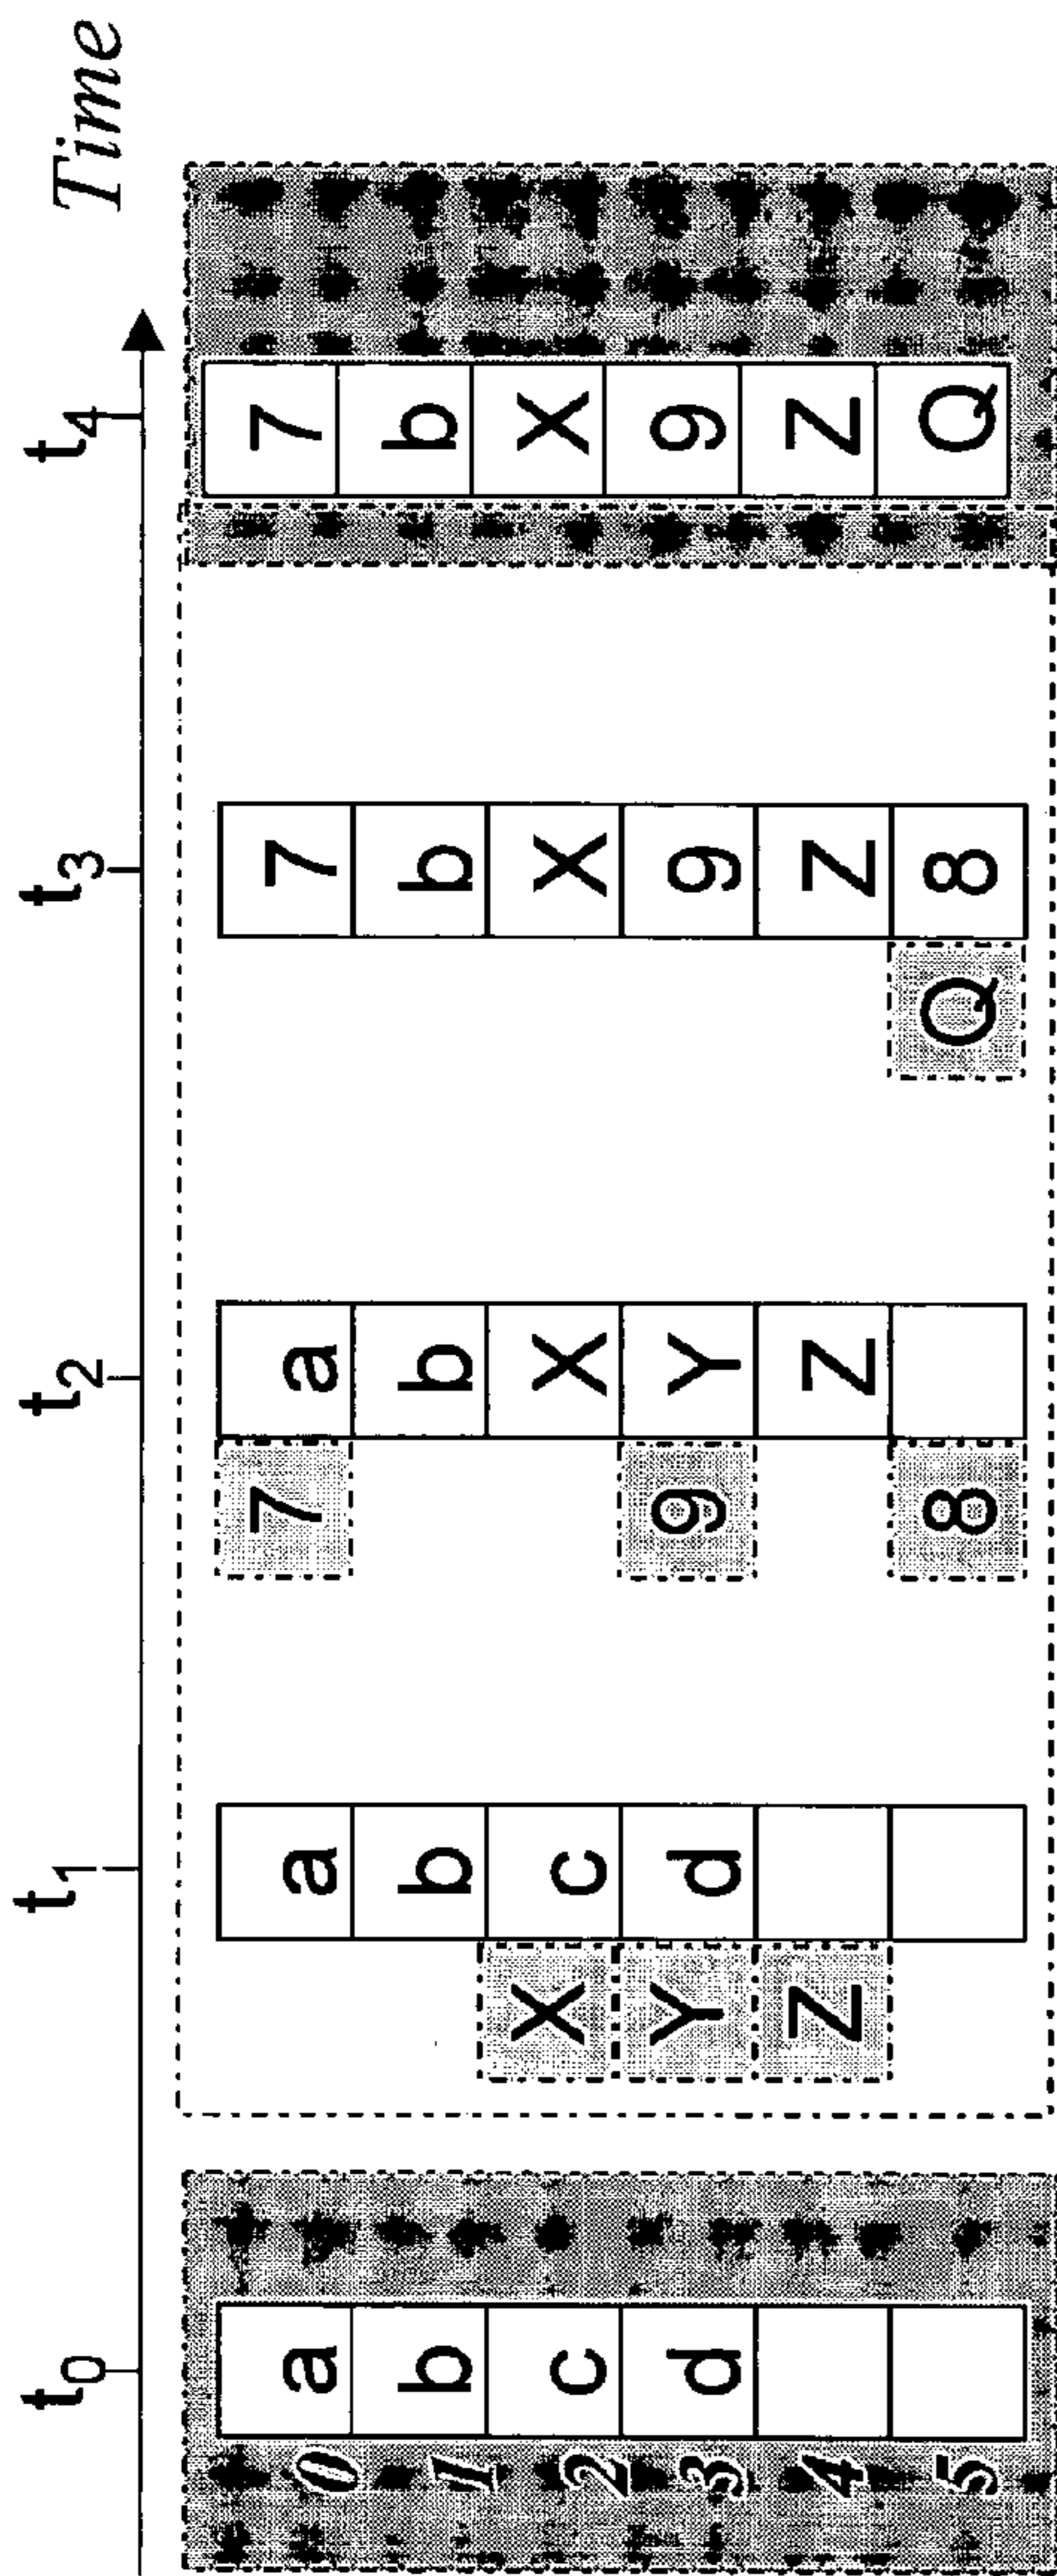 t₀ t₁ t₂ t₃ t₄ Time
0 a a 7 a 7 7
1 b b b b b
2 c X c X X X
3 d Y d 9 Y 9 9
4 Z Z Z Z
5 8 Q 8 Q